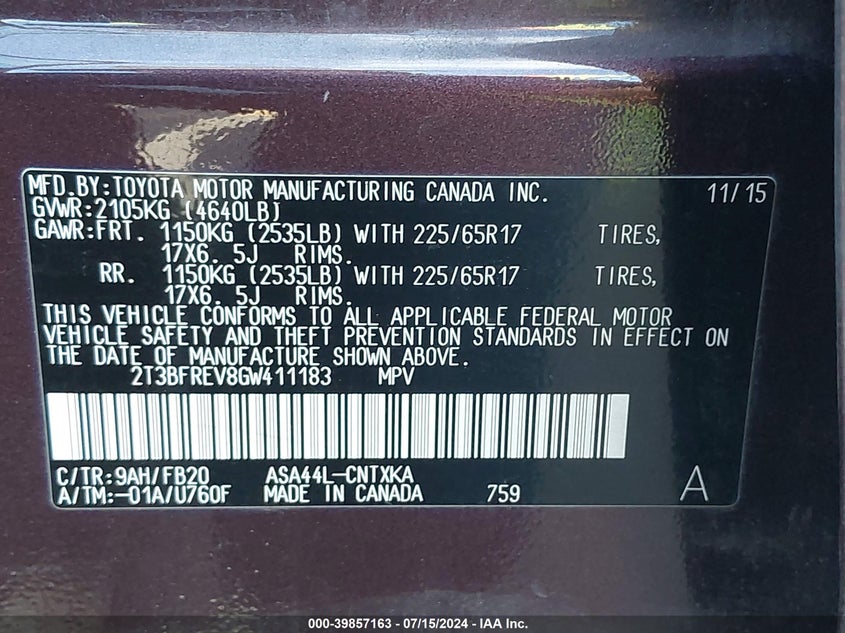 MFD.BY:TOYOTA MOTOR MANUFACTURING CANADA INC. 11/15
GVWR:2105KG (4640LB)
GAWR:FRT. 1150KG (2535LB) WITH 225/65R17 TIRES,
17X6. 5J RIMS.
RR. 1150KG (2535LB) WITH 225/65R17 TIRES,
17X6. 5J RIMS.
THIS VEHICLE CONFORMS TO ALL APPLICABLE FEDERAL MOTOR
VEHICLE SAFETY AND THEFT PREVENTION STANDARDS IN EFFECT ON
THE DATE OF MANUFACTURE SHOWN ABOVE.
2T3BFREV8GW411183 MPV
C/TR:9AH/FB20 ASA44L-CNTXKA
A/TM:-01A/U760F MADE IN CANADA 759 A
000-39857163 - 07/15/2024 - IAA Inc.